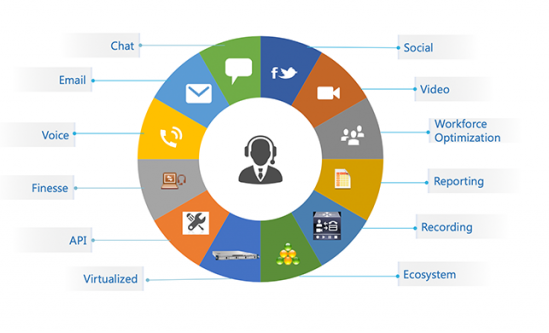 Chat
Social
Email
Video
Voice
Workforce
Optimization
Finesse
Reporting
API
Recording
Virtualized
Ecosystem